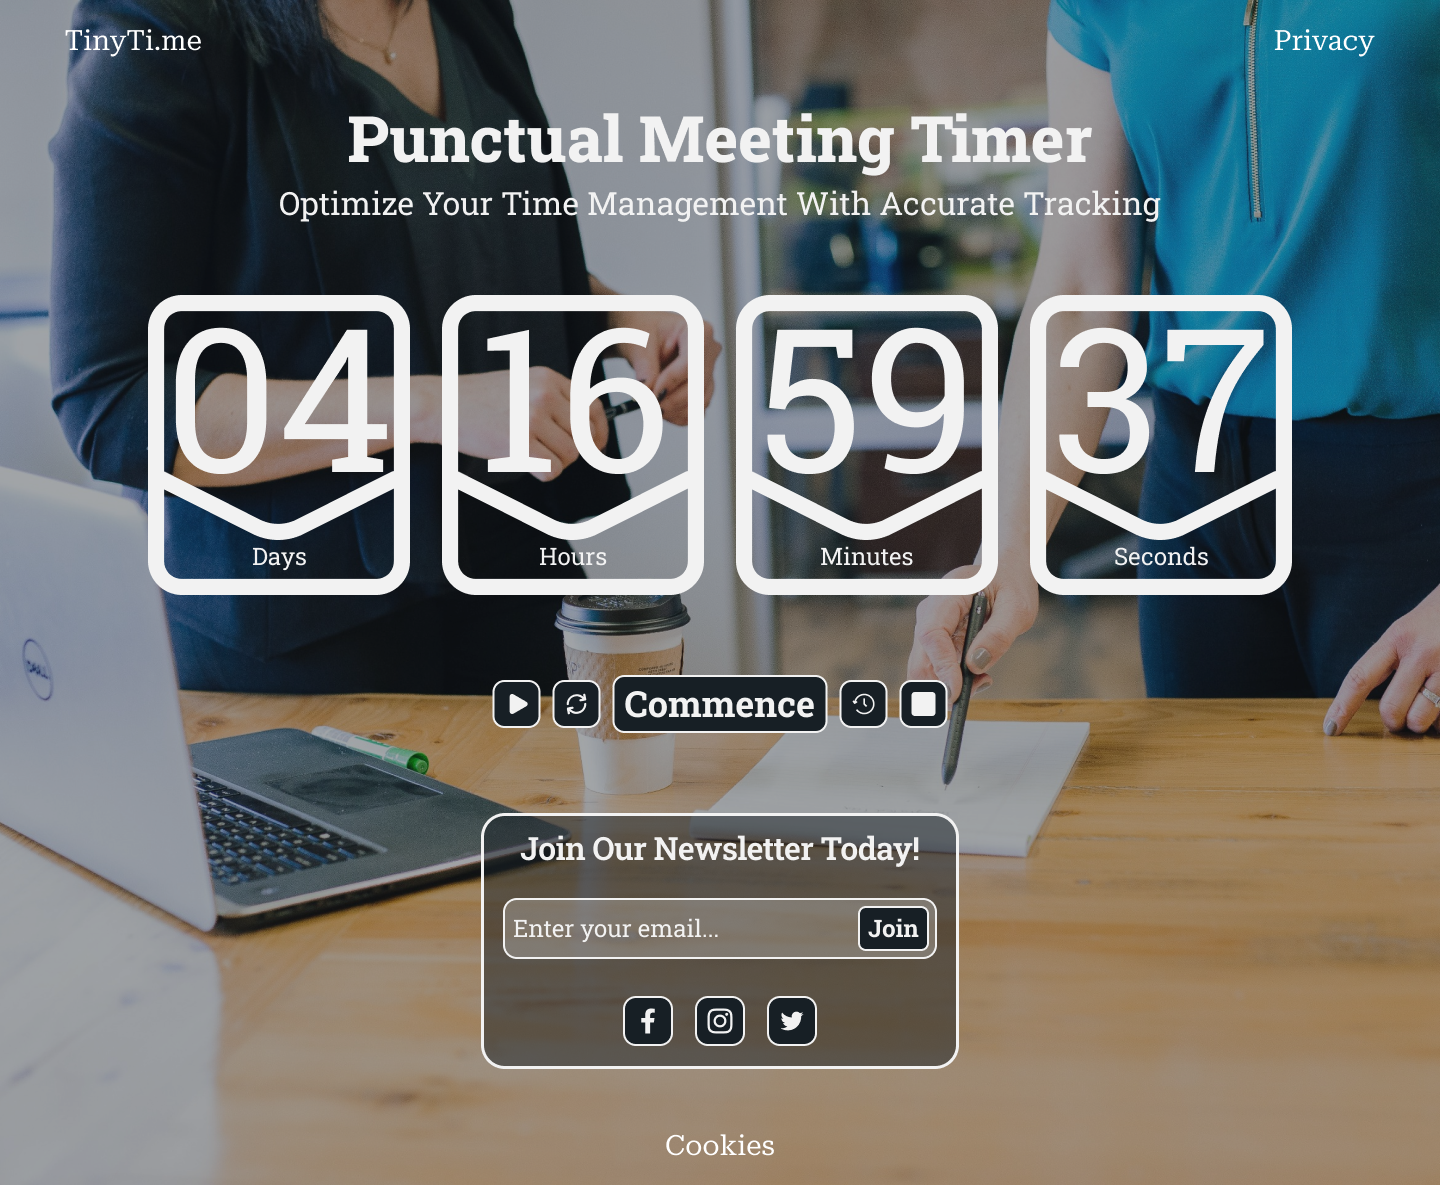 TinyTi.me
Privacy
Punctual Meeting Timer
Optimize Your Time Management With Accurate Tracking
04
16
59
37
Days
Hours
Minutes
Seconds
DELL
Commence
Join Our Newsletter Today!
Enter your email...
Join
Cookies